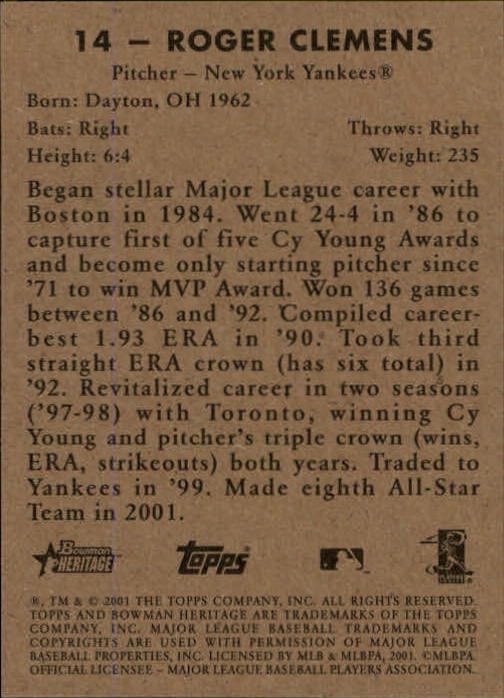 14 – ROGER CLEMENS
Pitcher – New York Yankees®
Born: Dayton, OH 1962
Bats: Right Throws: Right
Height: 6:4 Weight: 235
Began stellar Major League career with
Boston in 1984. Went 24-4 in '86 to
capture first of five Cy Young Awards
and become only starting pitcher since
'71 to win MVP Award. Won 136 games
between '86 and '92. Compiled career-
best 1.93 ERA in '90. Took third
straight ERA crown (has six total) in
'92. Revitalized career in two seasons
('97-98) with Toronto, winning Cy
Young and pitcher's triple crown (wins,
ERA, strikeouts) both years. Traded to
Yankees in '99. Made eighth All-Star
Team in 2001.
Bowman
HERITAGE
Topps
®, TM & © 2001 THE TOPPS COMPANY, INC. ALL RIGHTS RESERVED.
TOPPS AND BOWMAN HERITAGE ARE TRADEMARKS OF THE TOPPS
COMPANY, INC. MAJOR LEAGUE BASEBALL TRADEMARKS AND
COPYRIGHTS ARE USED WITH PERMISSION OF MAJOR LEAGUE
BASEBALL PROPERTIES, INC. LICENSED BY MLB & MLBPA, 2001. ©MLBPA
OFFICIAL LICENSEE – MAJOR LEAGUE BASEBALL PLAYERS ASSOCIATION.